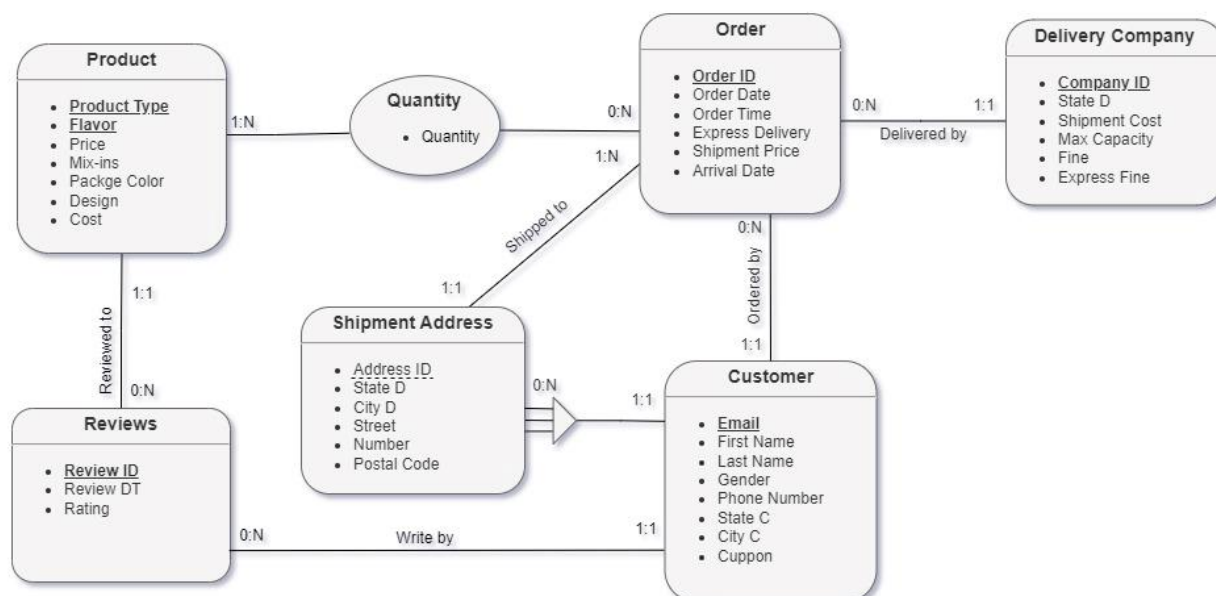 Product
Product Type
Flavor
Price
Mix-ins
Packge Color
Design
Cost
1:N
Quantity
Quantity
0:N
Order
Order ID
Order Date
Order Time
Express Delivery
Shipment Price
Arrival Date
0:N
Delivered by
1:1
Delivery Company
Company ID
State D
Shipment Cost
Max Capacity
Fine
Express Fine
1:N
Shipped to
1:1
0:N
Ordered by
1:1
1:1
Reviewed to
0:N
Shipment Address
Address ID
State D
City D
Street
Number
Postal Code
0:N
1:1
Customer
Email
First Name
Last Name
Gender
Phone Number
State C
City C
Cuppon
Reviews
Review ID
Review DT
Rating
0:N
Write by
1:1